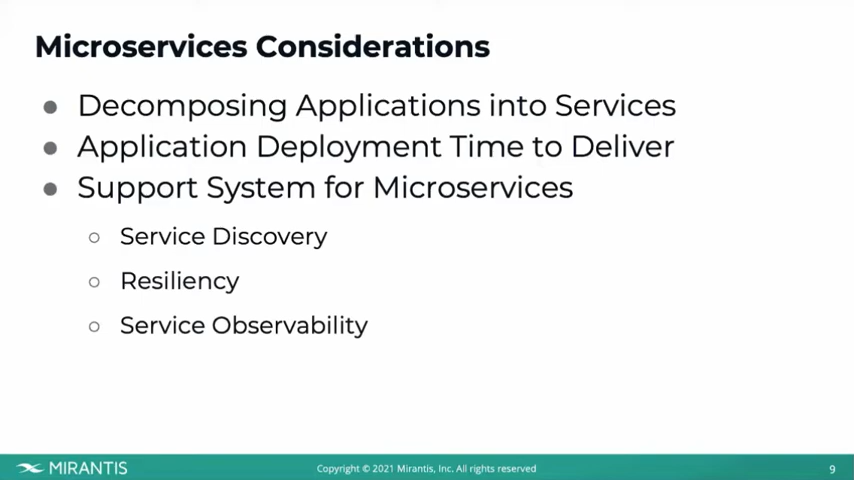 Microservices Considerations
● Decomposing Applications into Services
● Application Deployment Time to Deliver
● Support System for Microservices
○ Service Discovery
○ Resiliency
○ Service Observability
MIRANTIS
Copyright © 2021 Mirantis, Inc. All rights reserved
9